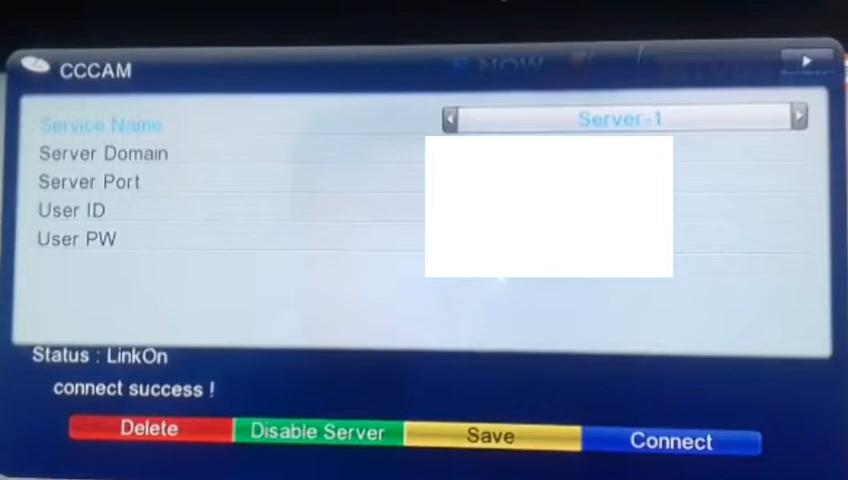 NOW
CCCAM
Service Name Server-1
Server Domain
Server Port
User ID
User PW
Status : LinkOn
connect success !
Delete Disable Server Save Connect